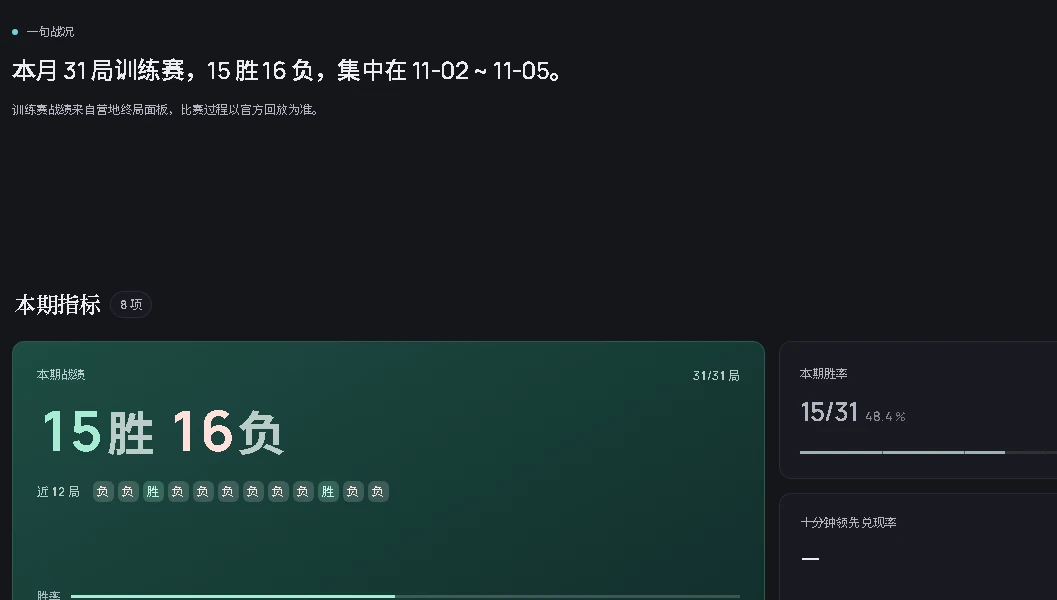 一句战况
本月 31 局训练赛，15 胜 16 负，集中在 11-02 ~ 11-05。
训练赛战绩来自营地终局面板，比赛过程以官方回放为准。
本期指标 8 项
本期战绩 31/31 局
15胜 16负
近 12 局 负 负 胜 负 负 负 负 负 负 胜 负 负
胜率
本期胜率
15/31 48.4%
十分钟领先兑现率
—